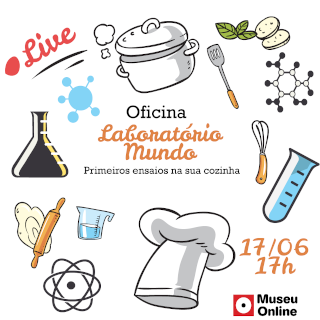 Live
Oficina
Laboratório
Mundo
Primeiros ensaios na sua cozinha
17/06
17h
Museu
Online